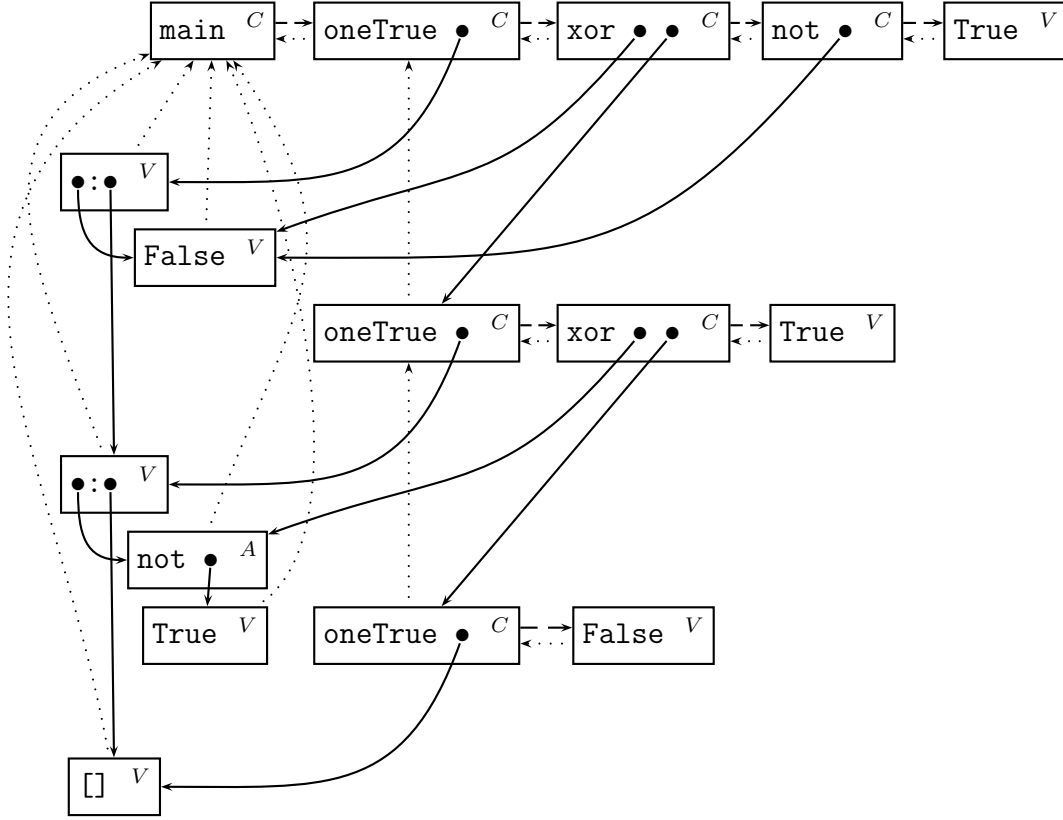 main C oneTrue C xor C not C True V
: V
False V
oneTrue C xor C True V
: V
not A
True V oneTrue C False V
[] V